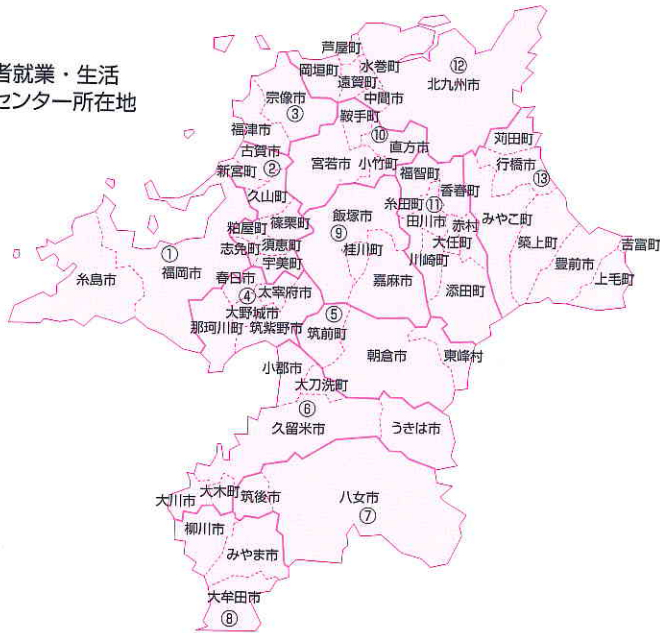 者就業・生活
センター所在地
芦屋町
岡垣町
水巻町
遠賀町
中間市
⑫
北九州市
宗像市
③
福津市
鞍手町
⑩
直方市
宮若市
小竹町
古賀市
②
新宮町
久山町
苅田町
行橋市
⑬
福智町
香春町
糸田町
⑪
田川市
赤村
大任町
川崎町
添田町
みやこ町
築上町
豊前市
吉富町
上毛町
粕屋町
篠栗町
志免町
須恵町
宇美町
飯塚市
⑨
桂川町
嘉麻市
①
福岡市
糸島市
春日市
④
太宰府市
大野城市
那珂川町
筑紫野市
⑤
筑前町
朝倉市
東峰村
小郡市
大刀洗町
⑥
久留米市
うきは市
大川市
大木町
筑後市
八女市
⑦
柳川市
みやま市
大牟田市
⑧